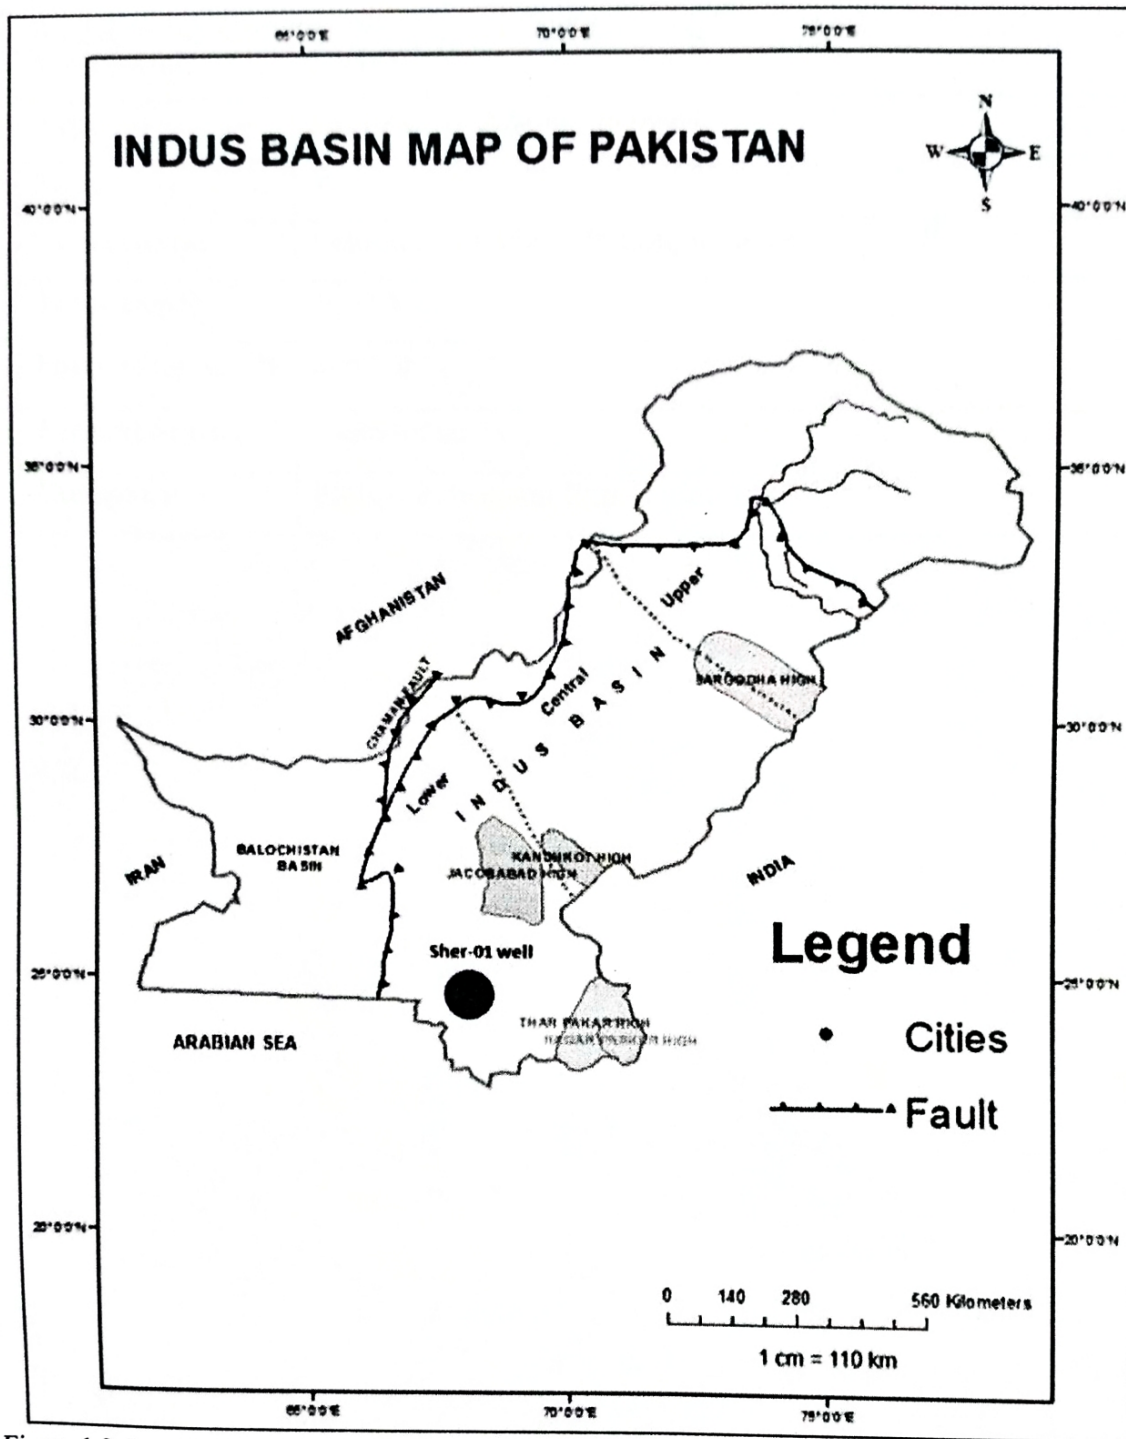 65°0'0"E 70°0'0"E 75°0'0"E
INDUS BASIN MAP OF PAKISTAN
N
W E
S
40°0'0"N 40°0'0"N
35°0'0"N 35°0'0"N
AFGHANISTAN
Upper
SARGODHA HIGH
CHAMAN FAULT
Central
30°0'0"N 30°0'0"N
INDUS BASIN
Lower
BALOCHISTAN
BASIN
IRAN
KANDHKOT HIGH
JACOBABAD HIGH
INDIA
Sher-01 well
Legend
25°0'0"N 25°0'0"N
THAR PAKAR HIGH
HIGH
ARABIAN SEA
Cities
Fault
20°0'0"N 20°0'0"N
0 140 280 560 Kilometers
1 cm = 110 km
65°0'0"E 70°0'0"E 75°0'0"E